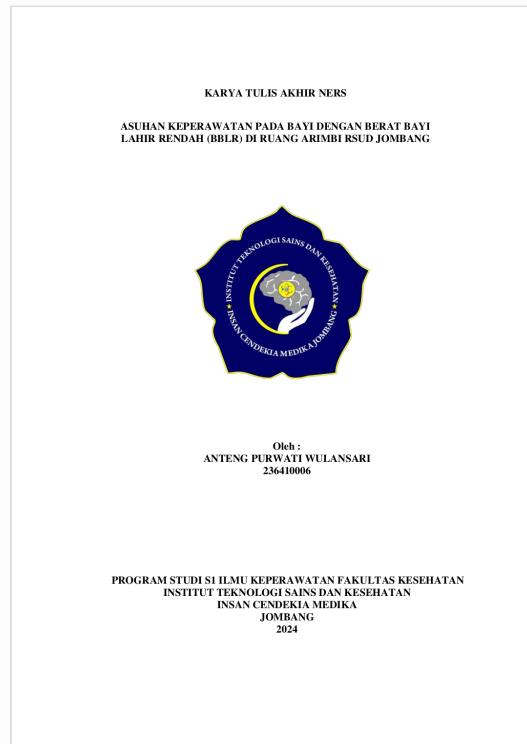 KARYA TULIS AKHIR NERS
ASUHAN KEPERAWATAN PADA BAYI DENGAN BERAT BAYI
LAHIR RENDAH (BBLR) DI RUANG ARIMBI RSUD JOMBANG
INSTITUT TEKNOLOGI SAINS DAN KESEHATAN
INSAN CENDEKIA MEDIKA JOMBANG
Oleh :
ANTENG PURWATI WULANSARI
236410006
PROGRAM STUDI S1 ILMU KEPERAWATAN FAKULTAS KESEHATAN
INSTITUT TEKNOLOGI SAINS DAN KESEHATAN
INSAN CENDEKIA MEDIKA
JOMBANG
2024